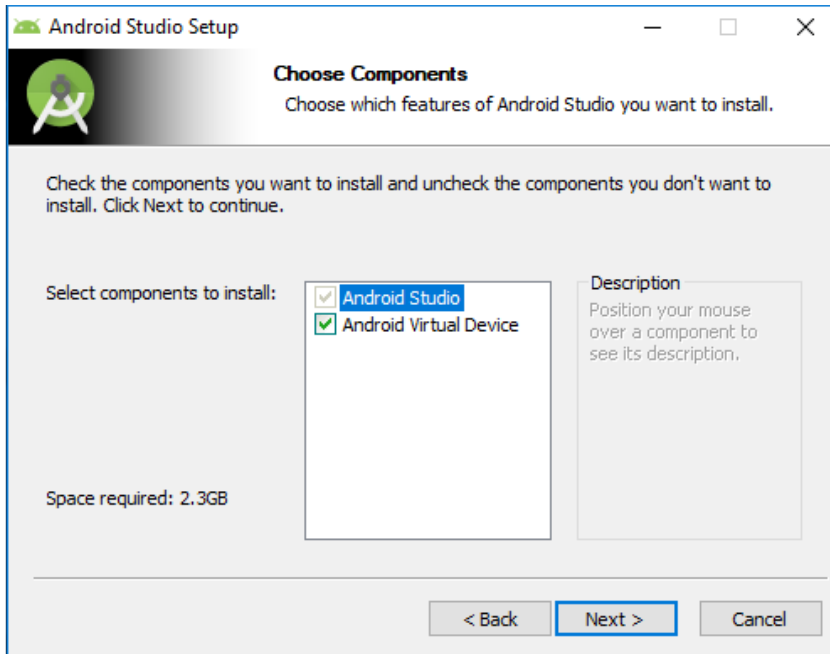 Android Studio Setup
Choose Components
Choose which features of Android Studio you want to install.
Check the components you want to install and uncheck the components you don't want to
install. Click Next to continue.
Select components to install:
Android Studio
Android Virtual Device
Description
Position your mouse
over a component to
see its description.
Space required: 2.3GB
< Back
Next >
Cancel